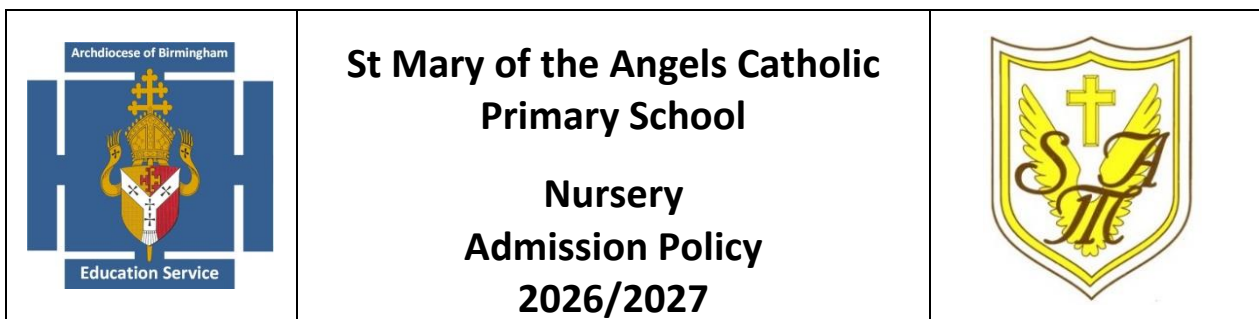 Archdiocese of Birmingham
Education Service
St Mary of the Angels Catholic
Primary School
Nursery
Admission Policy
2026/2027
S A
M